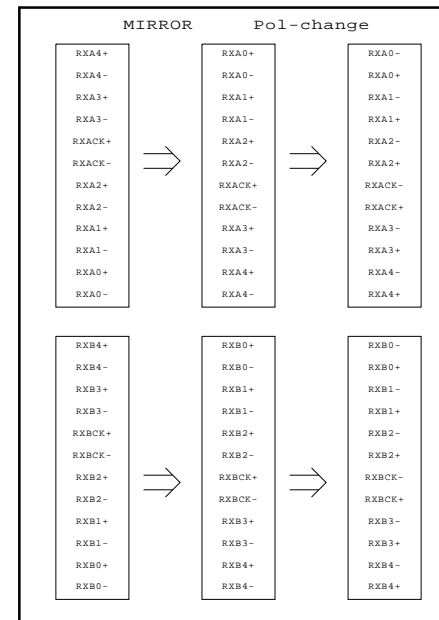 MIRROR Pol-change
RXA4+ RXA0+ RXA0-
RXA4- RXA0- RXA0+
RXA3+ RXA1+ RXA1-
RXA3- RXA1- RXA1+
RXACK+ RXA2+ RXA2-
RXACK- RXA2- RXA2+
RXA2+ RXACK+ RXACK-
RXA2- RXACK- RXACK+
RXA1+ RXA3+ RXA3-
RXA1- RXA3- RXA3+
RXA0+ RXA4+ RXA4-
RXA0- RXA4- RXA4+
RXB4+ RXB0+ RXB0-
RXB4- RXB0- RXB0+
RXB3+ RXB1+ RXB1-
RXB3- RXB1- RXB1+
RXBCK+ RXB2+ RXB2-
RXBCK- RXB2- RXB2+
RXB2+ RXBCK+ RXBCK-
RXB2- RXBCK- RXBCK+
RXB1+ RXB3+ RXB3-
RXB1- RXB3- RXB3+
RXB0+ RXB4+ RXB4-
RXB0- RXB4- RXB4+